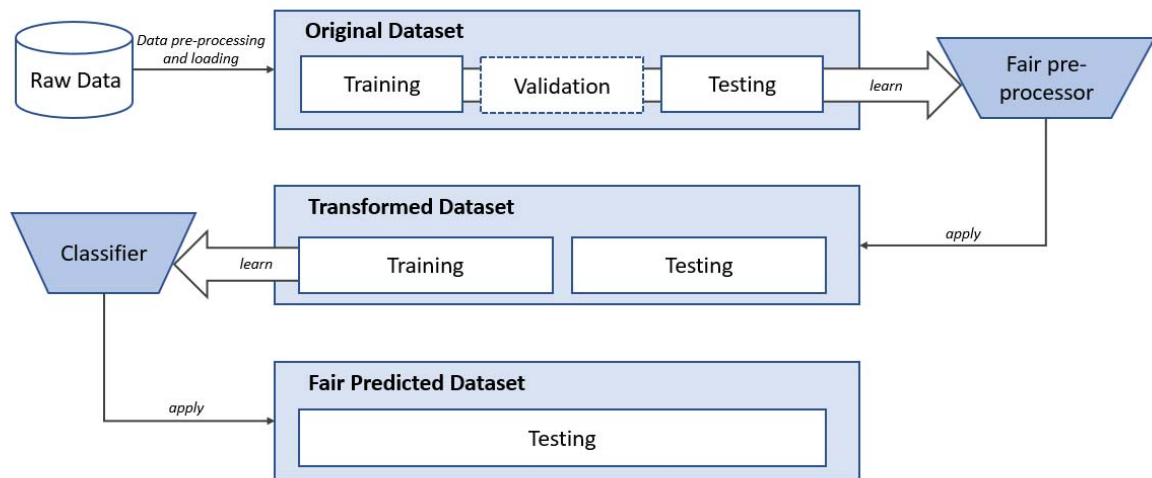 Data pre-processing
and loading
Raw Data
Original Dataset
Training
Validation
Testing
learn
Fair pre-
processor
Transformed Dataset
apply
Classifier
learn
Training
Testing
Fair Predicted Dataset
apply
Testing